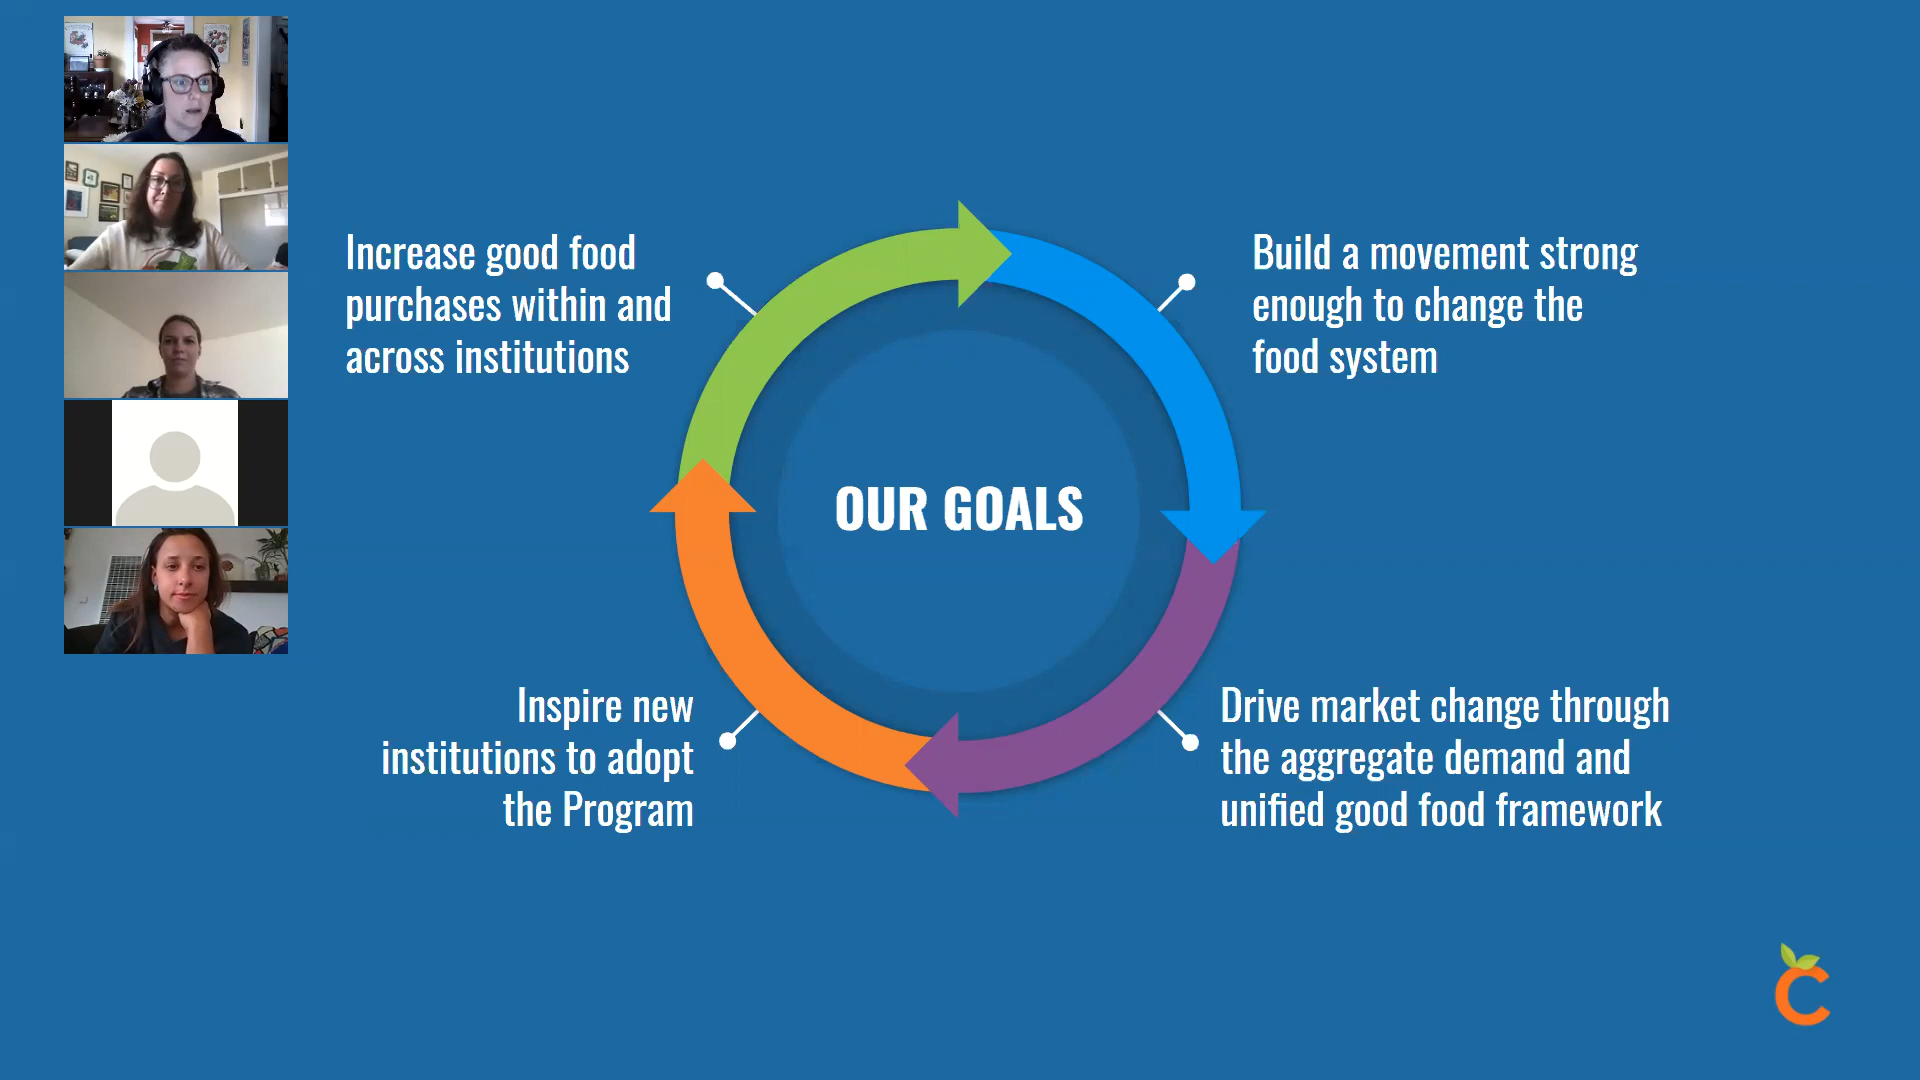 Increase good food
purchases within and
across institutions
Build a movement strong
enough to change the
food system
OUR GOALS
Inspire new
institutions to adopt
the Program
Drive market change through
the aggregate demand and
unified good food framework
C